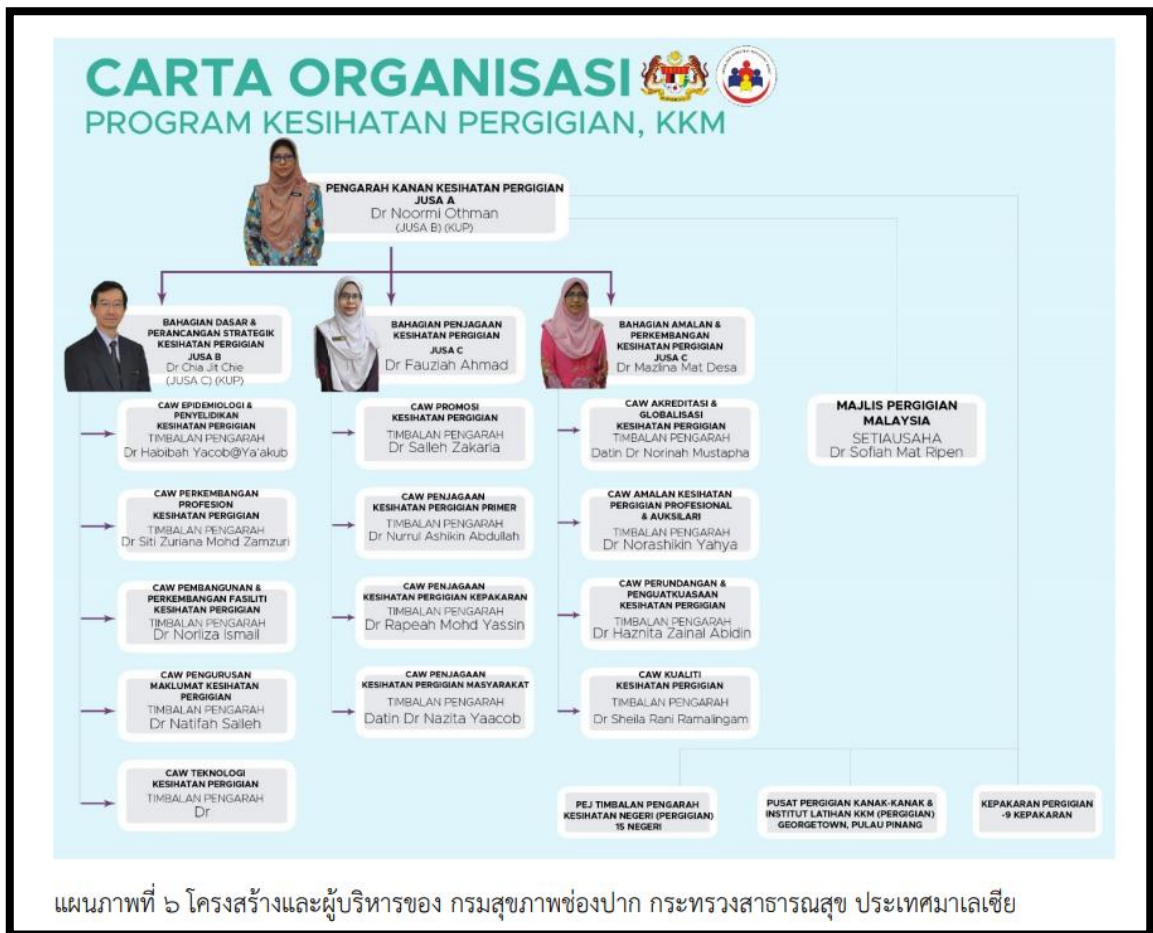 CARTA ORGANISASI
PROGRAM KESIHATAN PERGIGIAN, KKM
PENGARAH KANAN KESIHATAN PERGIGIAN
JUSA A
Dr Noormi Othman
(JUSA B) (KUP)
BAHAGIAN DASAR &
PERANCANGAN STRATEGIK
KESIHATAN PERGIGIAN
JUSA B
Dr Chia Jit Chie
(JUSA C) (KUP)
CAW EPIDEMIOLOGI &
PENYELIDIKAN
KESIHATAN PERGIGIAN
TIMBALAN PENGARAH
Dr Habibah Yacob@Ya'akub
CAW PERKEMBANGAN
PROFESION
KESIHATAN PERGIGIAN
TIMBALAN PENGARAH
Dr Siti Zuriana Mohd Zamzuri
CAW PEMBANGUNAN &
PERKEMBANGAN FASILITI
KESIHATAN PERGIGIAN
TIMBALAN PENGARAH
Dr Norliza Ismail
CAW PENGURUSAN
MAKLUMAT KESIHATAN
PERGIGIAN
TIMBALAN PENGARAH
Dr Natifah Salleh
CAW TEKNOLOGI
KESIHATAN PERGIGIAN
TIMBALAN PENGARAH
Dr
BAHAGIAN PENJAGAAN
KESIHATAN PERGIGIAN
JUSA C
Dr Fauziah Ahmad
CAW PROMOSI
KESIHATAN PERGIGIAN
TIMBALAN PENGARAH
Dr Salleh Zakaria
CAW PENJAGAAN
KESIHATAN PERGIGIAN PRIMER
TIMBALAN PENGARAH
Dr Nurrul Ashikin Abdullah
CAW PENJAGAAN
KESIHATAN PERGIGIAN KEPAKARAN
TIMBALAN PENGARAH
Dr Rapeah Mohd Yassin
CAW PENJAGAAN
KESIHATAN PERGIGIAN MASYARAKAT
TIMBALAN PENGARAH
Datin Dr Nazita Yaacob
BAHAGIAN AMALAN &
PERKEMBANGAN
KESIHATAN PERGIGIAN
JUSA C
Dr Mazlina Mat Desa
CAW AKREDITASI &
GLOBALISASI
KESIHATAN PERGIGIAN
TIMBALAN PENGARAH
Datin Dr Norinah Mustapha
CAW AMALAN KESIHATAN
PERGIGIAN PROFESIONAL
& AUKSILARI
TIMBALAN PENGARAH
Dr Norashikin Yahya
CAW PERUNDANGAN &
PENGUATKUASAAN
KESIHATAN PERGIGIAN
TIMBALAN PENGARAH
Dr Haznita Zainal Abidin
CAW KUALITI
KESIHATAN PERGIGIAN
TIMBALAN PENGARAH
Dr Sheila Rani Ramalingam
MAJLIS PERGIGIAN
MALAYSIA
SETIAUSAHA
Dr Sofiah Mat Ripen
PEJ TIMBALAN PENGARAH
KESIHATAN NEGERI (PERGIGIAN)
15 NEGERI
PUSAT PERGIGIAN KANAK-KANAK &
INSTITUT LATIHAN KKM (PERGIGIAN)
GEORGETOWN, PULAU PINANG
KEPAKARAN PERGIGIAN
-9 KEPAKARAN
แผนภาพที่ ๖ โครงสร้างและผู้บริหารของ กรมสุขภาพช่องปาก กระทรวงสาธารณสุข ประเทศมาเลเซีย